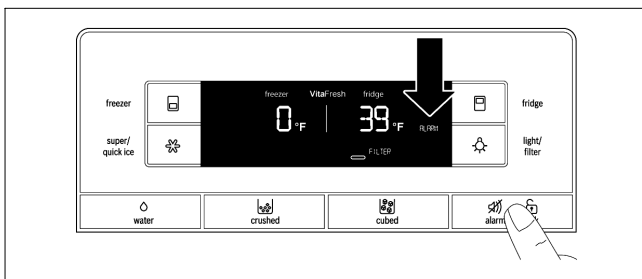 freezer
super/
quick ice
freezer VitaFresh fridge
0 °F 39 °F ALARM
FILTER
fridge
light/
filter
water
crushed
cubed
alarm